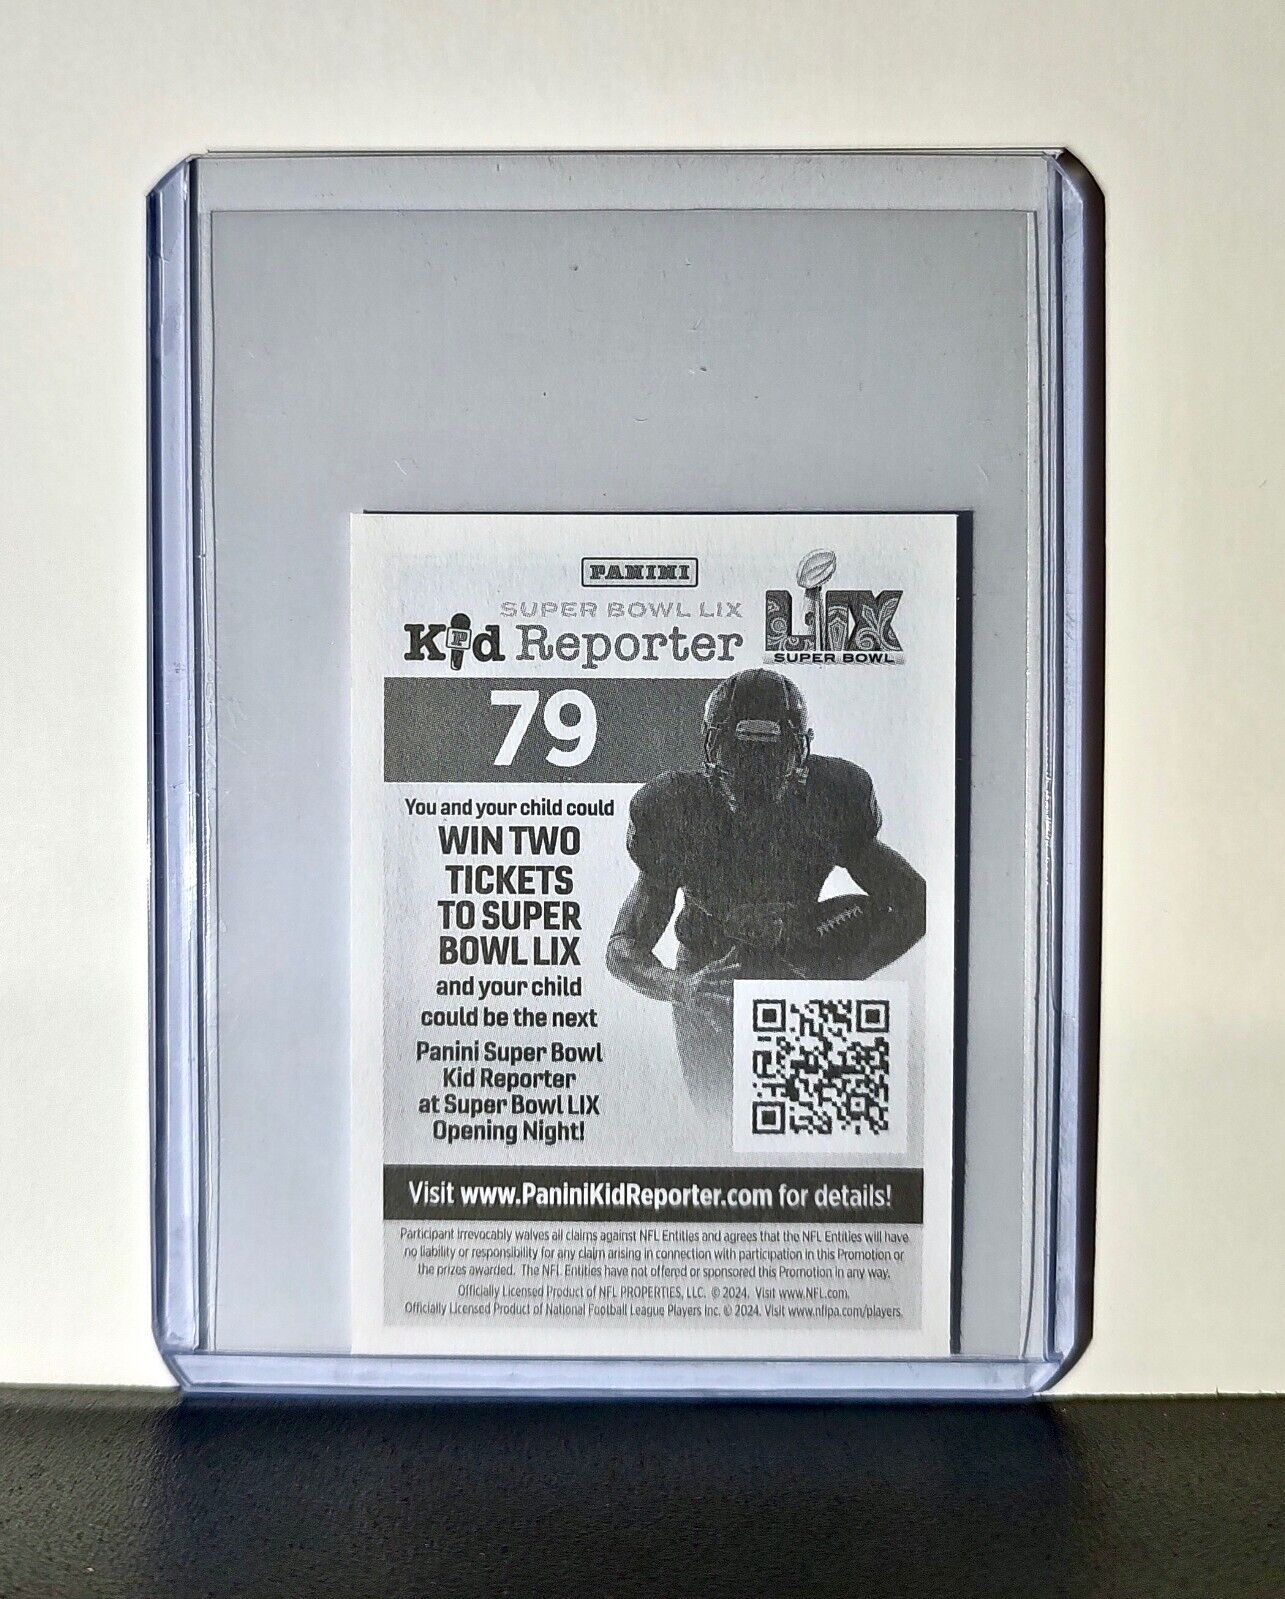 PANINI
SUPER BOWL LIX
Kid Reporter
P
LIX
SUPER BOWL
79
You and your child could
WIN TWO
TICKETS
TO SUPER
BOWL LIX
and your child
could be the next
Panini Super Bowl
Kid Reporter
at Super Bowl LIX
Opening Night!
Visit www.PaniniKidReporter.com for details!
Participant irrevocably waives all claims against NFL Entities and agrees that the NFL Entities will have
no liability or responsibility for any claim arising in connection with participation in this Promotion or
the prizes awarded. The NFL Entities have not offered or sponsored this Promotion in any way.
Officially Licensed Product of NFL PROPERTIES, LLC. © 2024. Visit www.NFL.com.
Officially Licensed Product of National Football League Players Inc. © 2024. Visit www.nflpa.com/players.